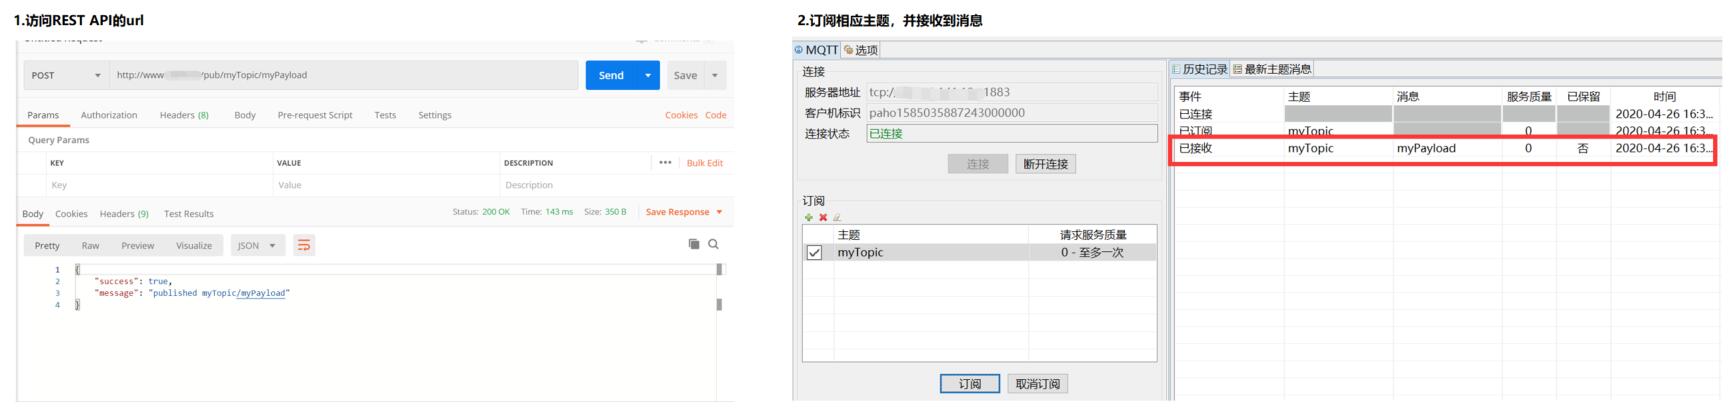 1.访问REST API的url
POST
http://www /pub/myTopic/myPayload
Send
Save
Params Authorization Headers (8) Body Pre-request Script Tests Settings Cookies Code
Query Params
KEY VALUE DESCRIPTION ••• Bulk Edit
Key Value Description
Body Cookies Headers (9) Test Results Status: 200 OK Time: 143 ms Size: 350 B Save Response
Pretty Raw Preview Visualize JSON
1 {
2 "success": true,
3 "message": "published myTopic/myPayload"
4 }
2.订阅相应主题，并接收到消息
MQTT 选项
连接
服务器地址 tcp:/ 1883
客户机标识 paho1585035887243000000
连接状态 已连接
连接 断开连接
订阅
主题 请求服务质量
myTopic 0 - 至多一次
订阅 取消订阅
历史记录 最新主题消息
事件 主题 消息 服务质量 已保留 时间
已连接 2020-04-26 16:3...
已订阅 myTopic 0 2020-04-26 16:3...
已接收 myTopic myPayload 0 否 2020-04-26 16:3...